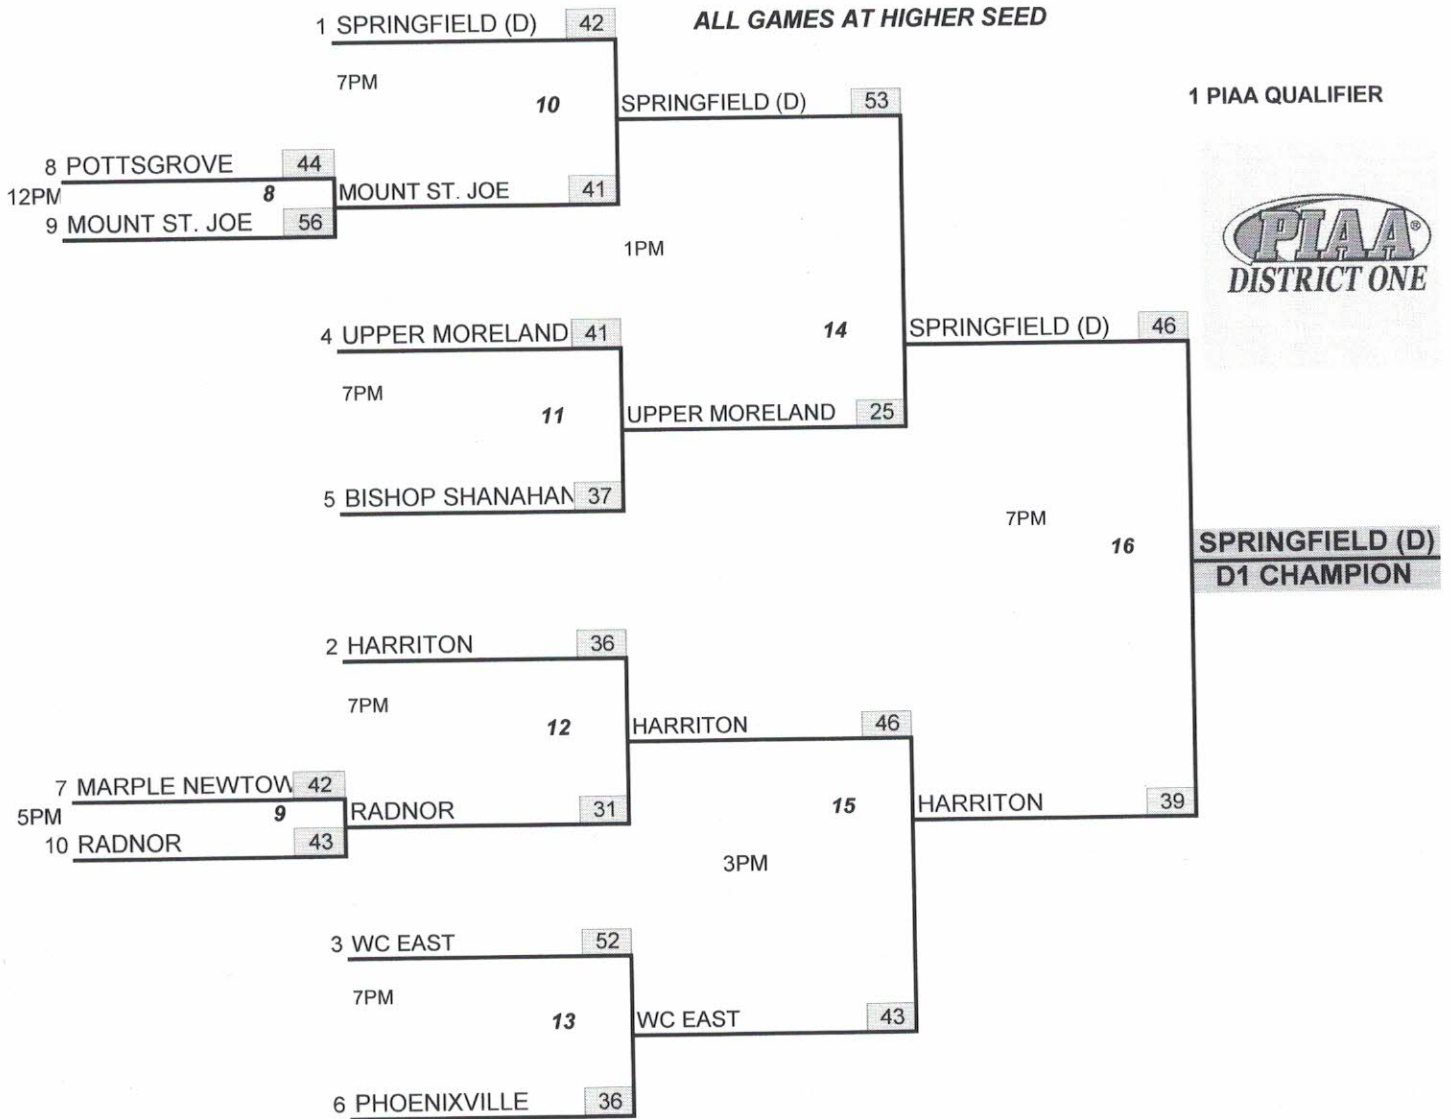 ALL GAMES AT HIGHER SEED
1 SPRINGFIELD (D) 42
7PM
10
SPRINGFIELD (D) 53
1 PIAA QUALIFIER
8 POTTSGROVE 44
12PM
8
MOUNT ST. JOE 41
9 MOUNT ST. JOE 56
PIAA®
DISTRICT ONE
1PM
4 UPPER MORELAND 41
14
SPRINGFIELD (D) 46
7PM
11
UPPER MORELAND 25
5 BISHOP SHANAHAN 37
7PM
16
SPRINGFIELD (D)
D1 CHAMPION
2 HARRITON 36
7PM
12
HARRITON 46
7 MARPLE NEWTOW 42
5PM
9
RADNOR 31
15
HARRITON 39
10 RADNOR 43
3PM
3 WC EAST 52
7PM
13
WC EAST 43
6 PHOENIXVILLE 36